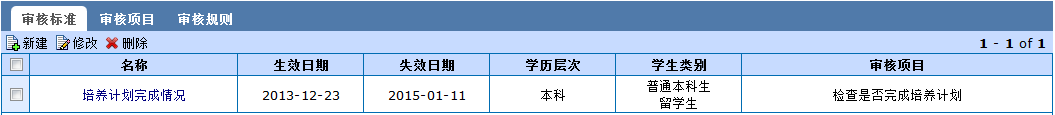 审核标准 审核项目 审核规则
新建 修改 删除 1 - 1 of 1
名称 生效日期 失效日期 学历层次 学生类别 审核项目
培养计划完成情况 2013-12-23 2015-01-11 本科 普通本科生 检查是否完成培养计划
留学生